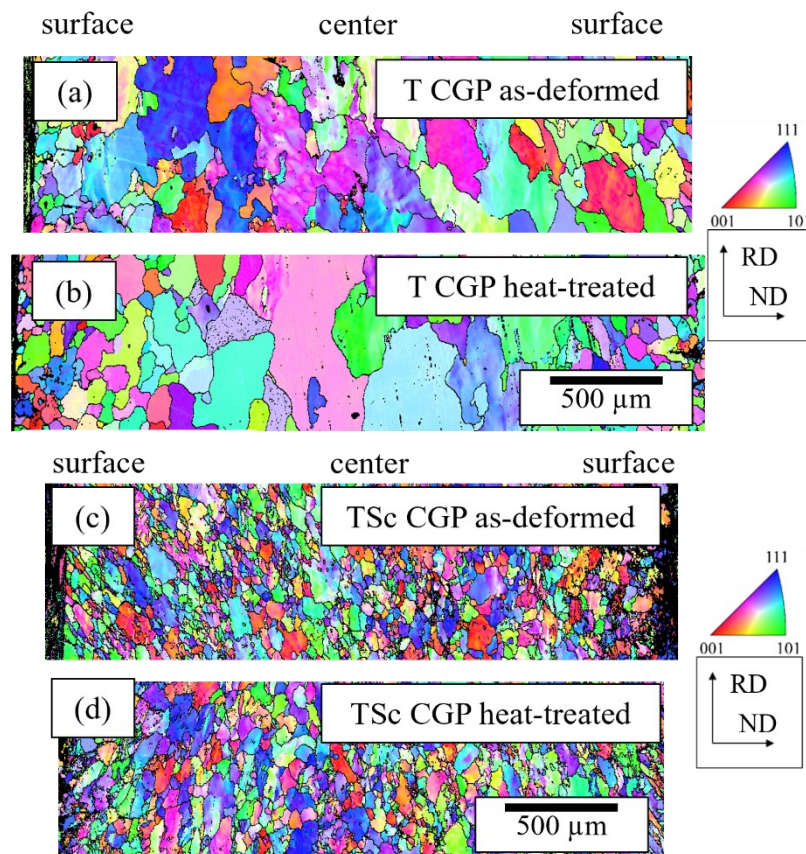 surface center surface
(a) T CGP as-deformed
111
001 10
RD
ND
(b) T CGP heat-treated
500 µm
surface center surface
(c) TSc CGP as-deformed
111
001 101
RD
ND
(d) TSc CGP heat-treated
500 µm